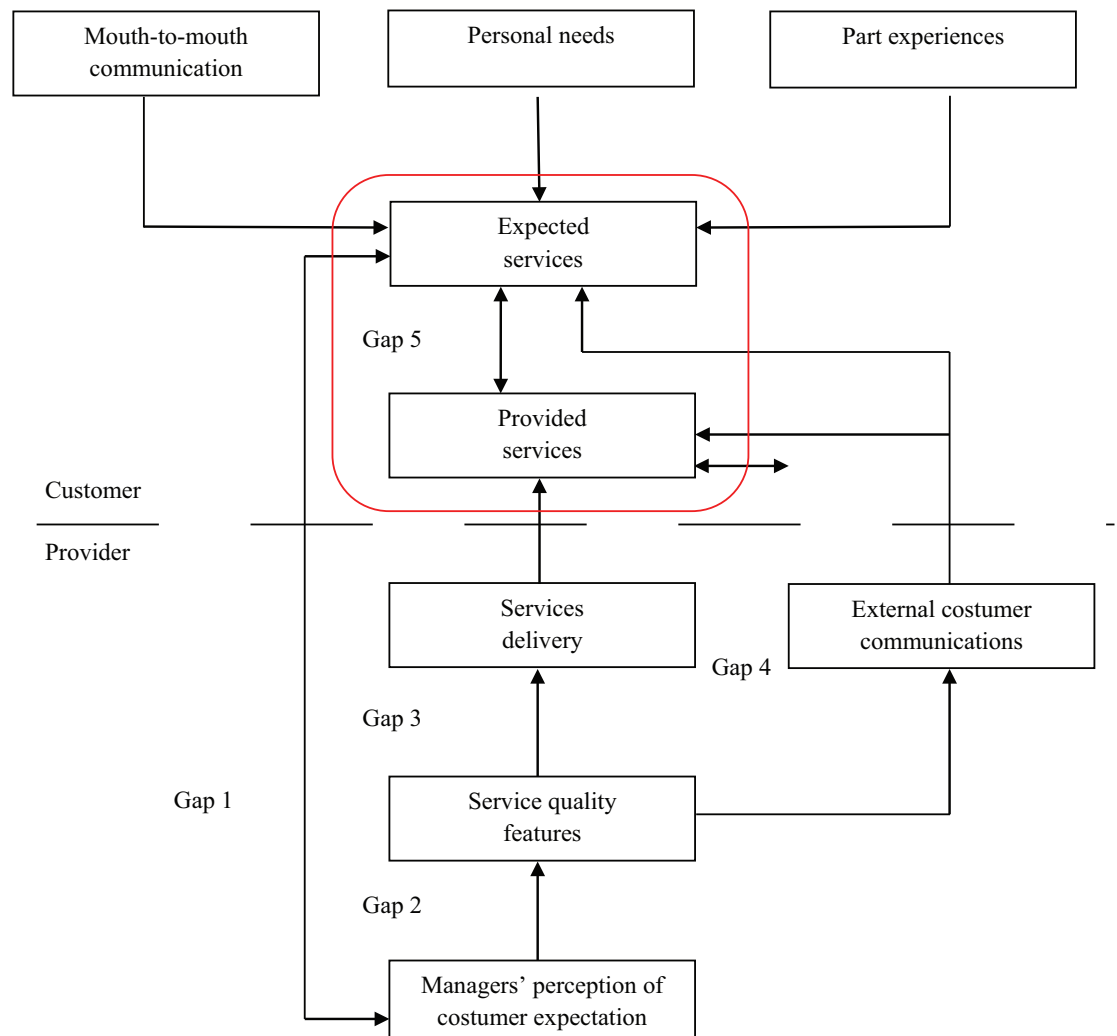 Mouth-to-mouth
communication
Personal needs
Part experiences
Expected
services
Gap 5
Provided
services
Customer
Provider
Services
delivery
External costumer
communications
Gap 4
Gap 3
Gap 1
Service quality
features
Gap 2
Managers’ perception of
costumer expectation